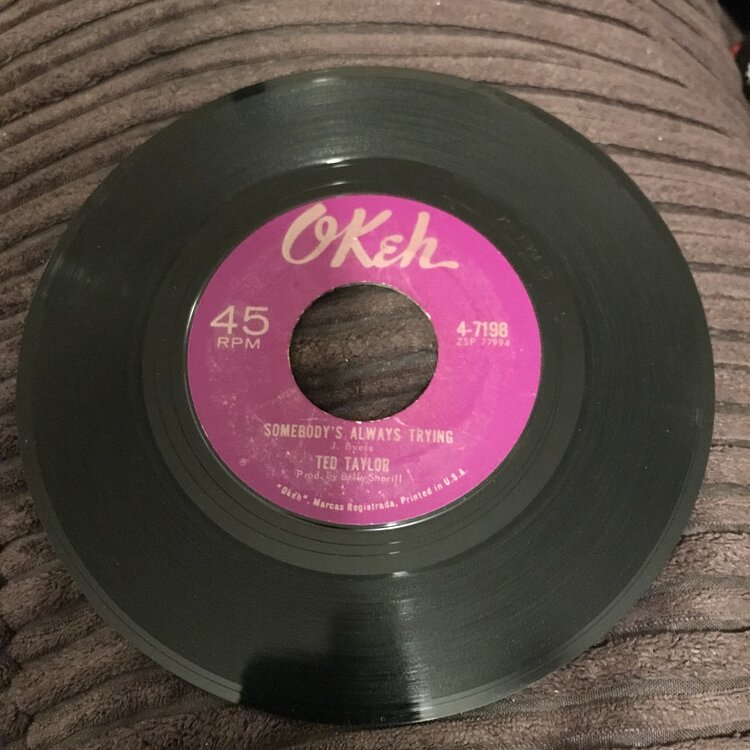 OKeh
45
RPM
4-7198
ZSP 77994
SOMEBODY'S ALWAYS TRYING
J. Byers
TED TAYLOR
Prod. By Billy Sherill
"Okeh", Marcas Registrada. Printed in U.S.A.